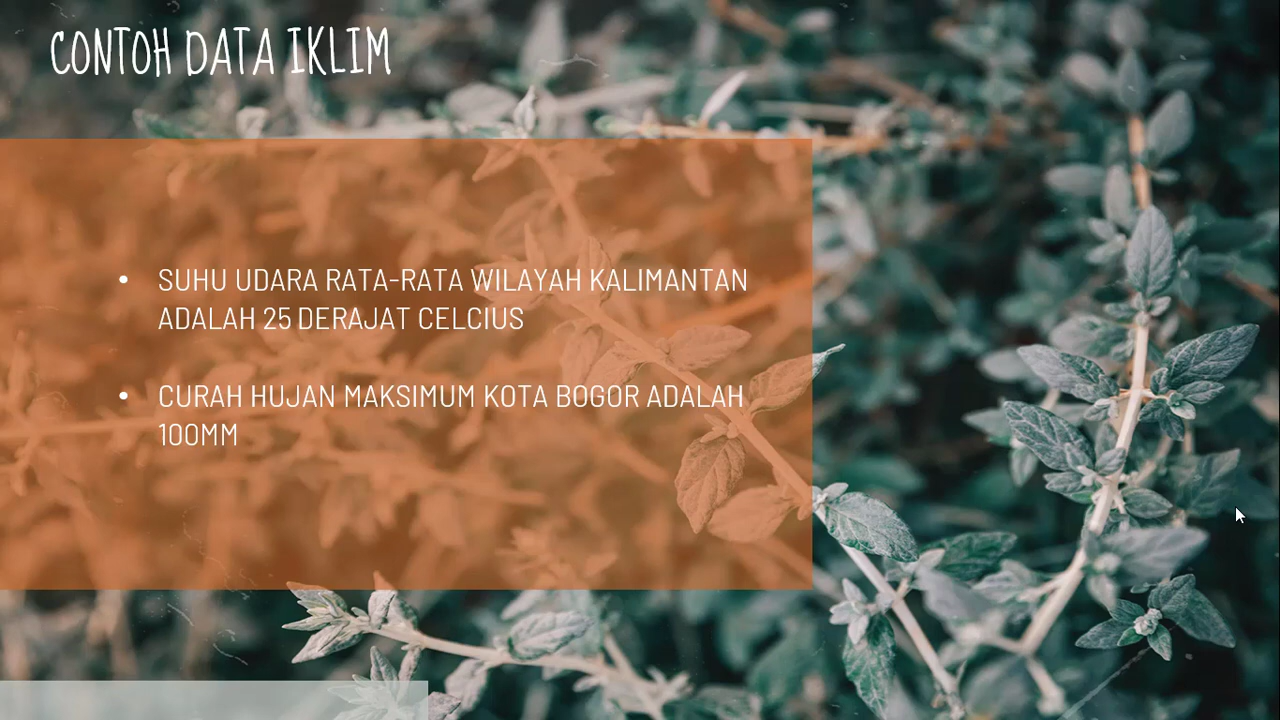 CONTOH DATA IKLIM
• SUHU UDARA RATA-RATA WILAYAH KALIMANTAN
ADALAH 25 DERAJAT CELCIUS
• CURAH HUJAN MAKSIMUM KOTA BOGOR ADALAH
100MM